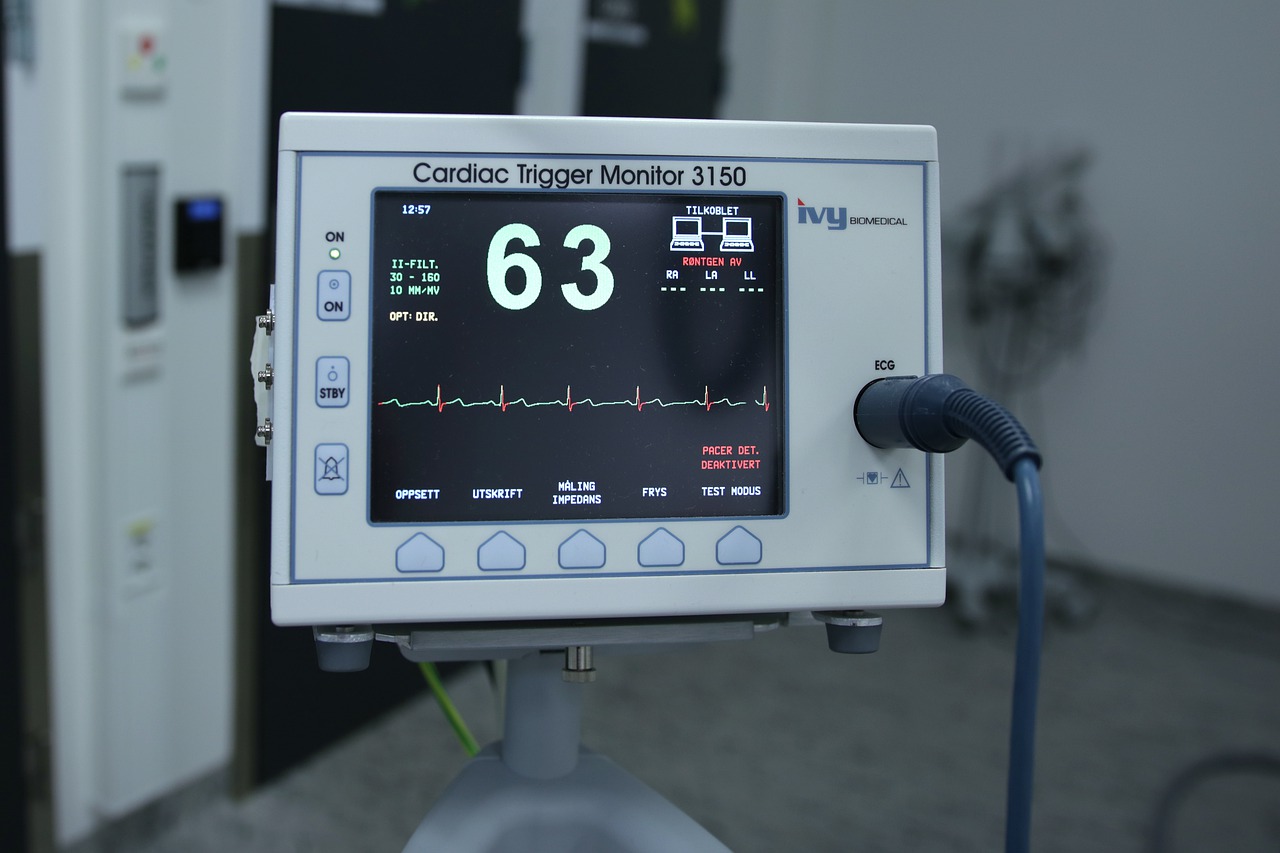 Cardiac Trigger Monitor 3150
ivy BIOMEDICAL
12:57
63
TILKOBLET
RØNTGEN AV
RA LA LL
--- --- ---
II-FILT.
30 - 160
10 MM/MV
OPT: DIR.
ON
ON
STBY
ECG
PACER DET.
DEAKTIVERT
OPPSETT
UTSKRIFT
MÅLING
IMPEDANS
FRYS
TEST MODUS